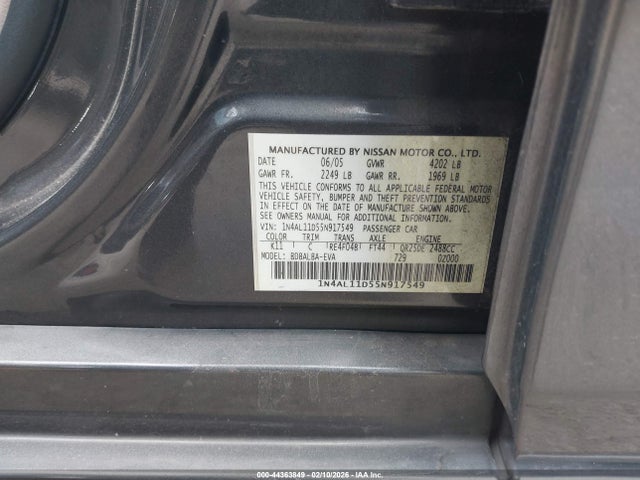 MANUFACTURED BY NISSAN MOTOR CO., LTD.
DATE 06/05 GVWR 4202 LB
GAWR FR. 2249 LB GAWR RR. 1969 LB
THIS VEHICLE CONFORMS TO ALL APPLICABLE FEDERAL MOTOR
VEHICLE SAFETY, BUMPER AND THEFT PREVENTION STANDARDS
IN EFFECT ON THE DATE OF MANUFACTURE SHOWN ABOVE.
SEE OWNERS MANUAL FOR ADDITIONAL INFORMATION.
VIN: 1N4AL11D55N917549 PASSENGER CAR
COLOR TRIM TRANS AXLE ENGINE
K11 C RE4F04B FT44 QR25DE 2488CC
MODEL: BDBALBA-EVA 729 02000
1N4AL11D55N917549
00-44363849 - 02/10/2026 - IAA Inc.